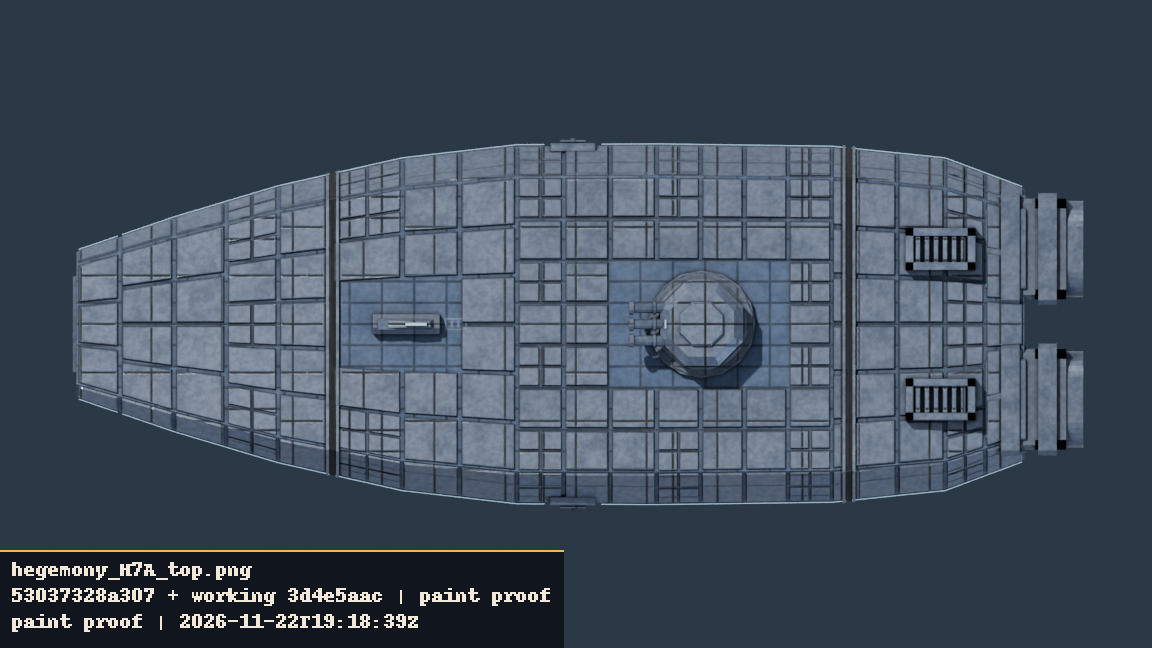 hegemony_H7A_top.png
53037328a307 + working 3d4e5aac | paint proof
paint proof | 2026-11-22T19:18:39Z